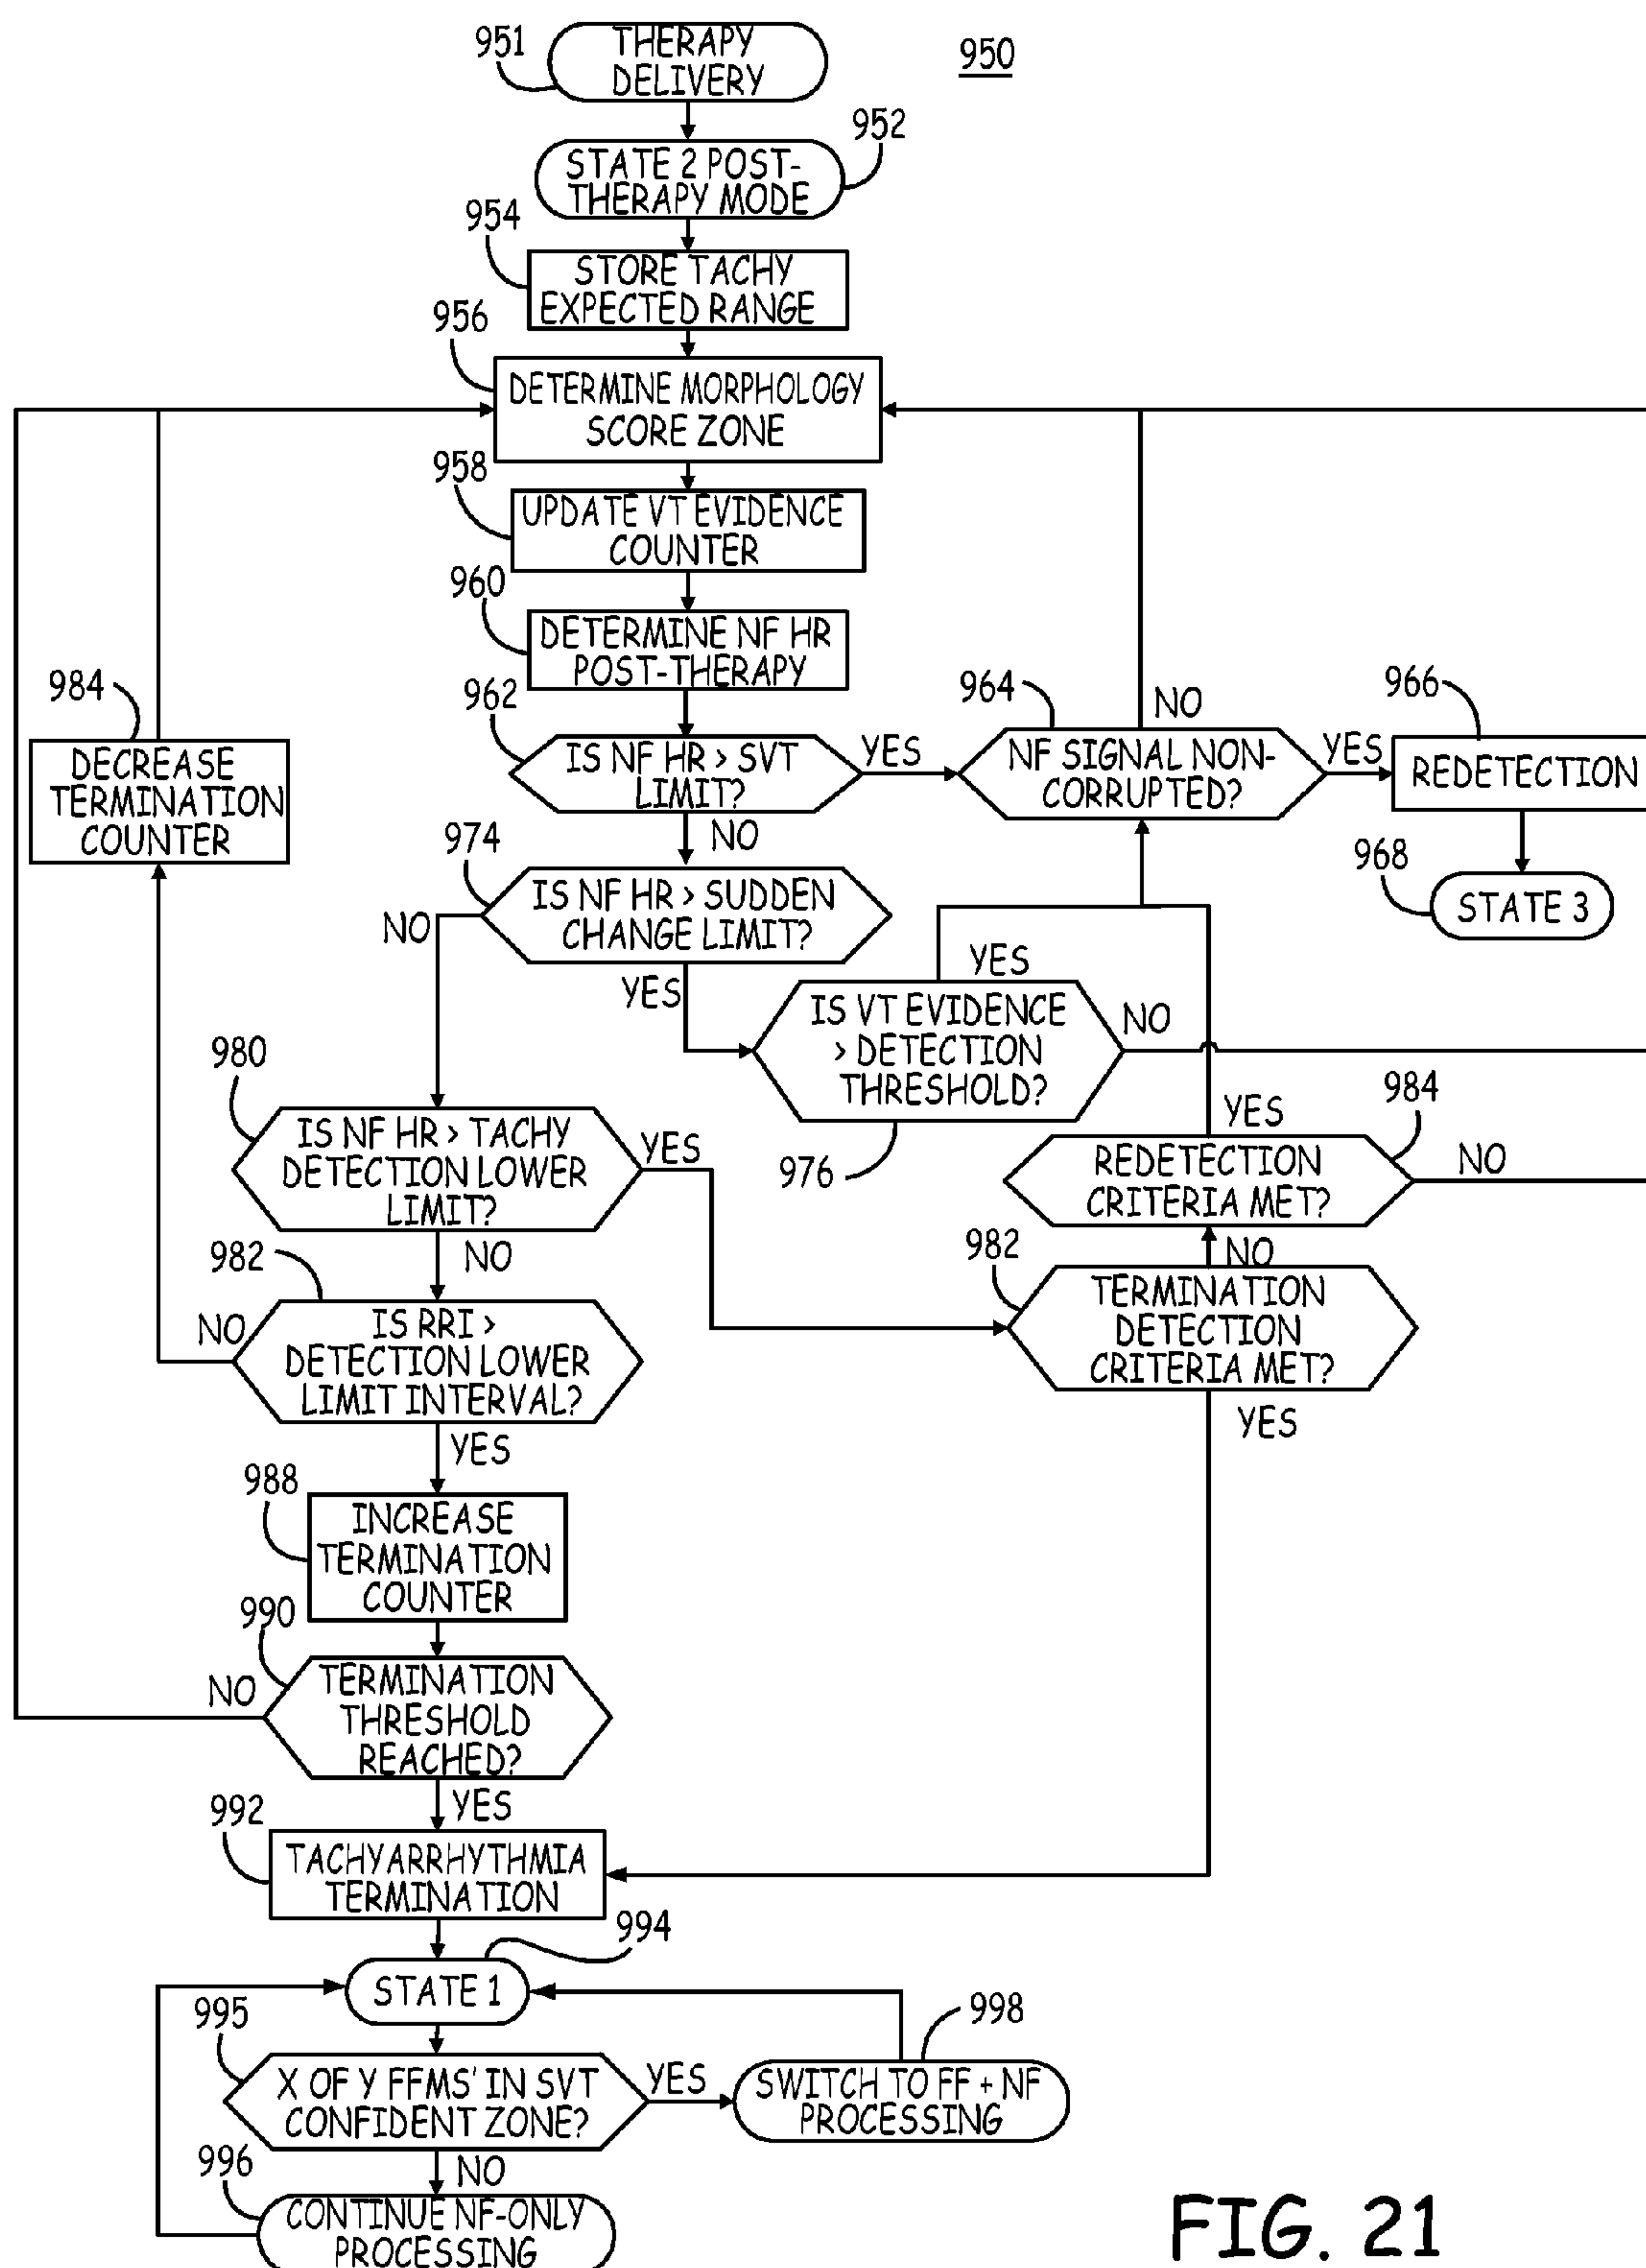 951
THERAPY
DELIVERY
950
952
STATE 2 POST-
THERAPY MODE
954
STORE TACHY
EXPECTED RANGE
956
DETERMINE MORPHOLOGY
SCORE ZONE
958
UPDATE VT EVIDENCE
COUNTER
960
DETERMINE NF HR
POST-THERAPY
962
IS NF HR > SVT
LIMIT?
YES
NO
964
NF SIGNAL NON-
CORRUPTED?
NO
YES
966
REDETECTION
968
STATE 3
984
DECREASE
TERMINATION
COUNTER
974
IS NF HR > SUDDEN
CHANGE LIMIT?
NO
YES
YES
IS VT EVIDENCE
> DETECTION
THRESHOLD?
NO
976
980
IS NF HR > TACHY
DETECTION LOWER
LIMIT?
YES
NO
984
YES
REDETECTION
CRITERIA MET?
NO
982
NO
TERMINATION
DETECTION
CRITERIA MET?
YES
982
IS RRI >
DETECTION LOWER
LIMIT INTERVAL?
NO
YES
988
INCREASE
TERMINATION
COUNTER
990
TERMINATION
THRESHOLD
REACHED?
NO
YES
992
TACHYARRHYTHMIA
TERMINATION
994
STATE 1
995
X OF Y FFMS' IN SVT
CONFIDENT ZONE?
YES
998
SWITCH TO FF + NF
PROCESSING
NO
996
CONTINUE NF-ONLY
PROCESSING
FIG. 21